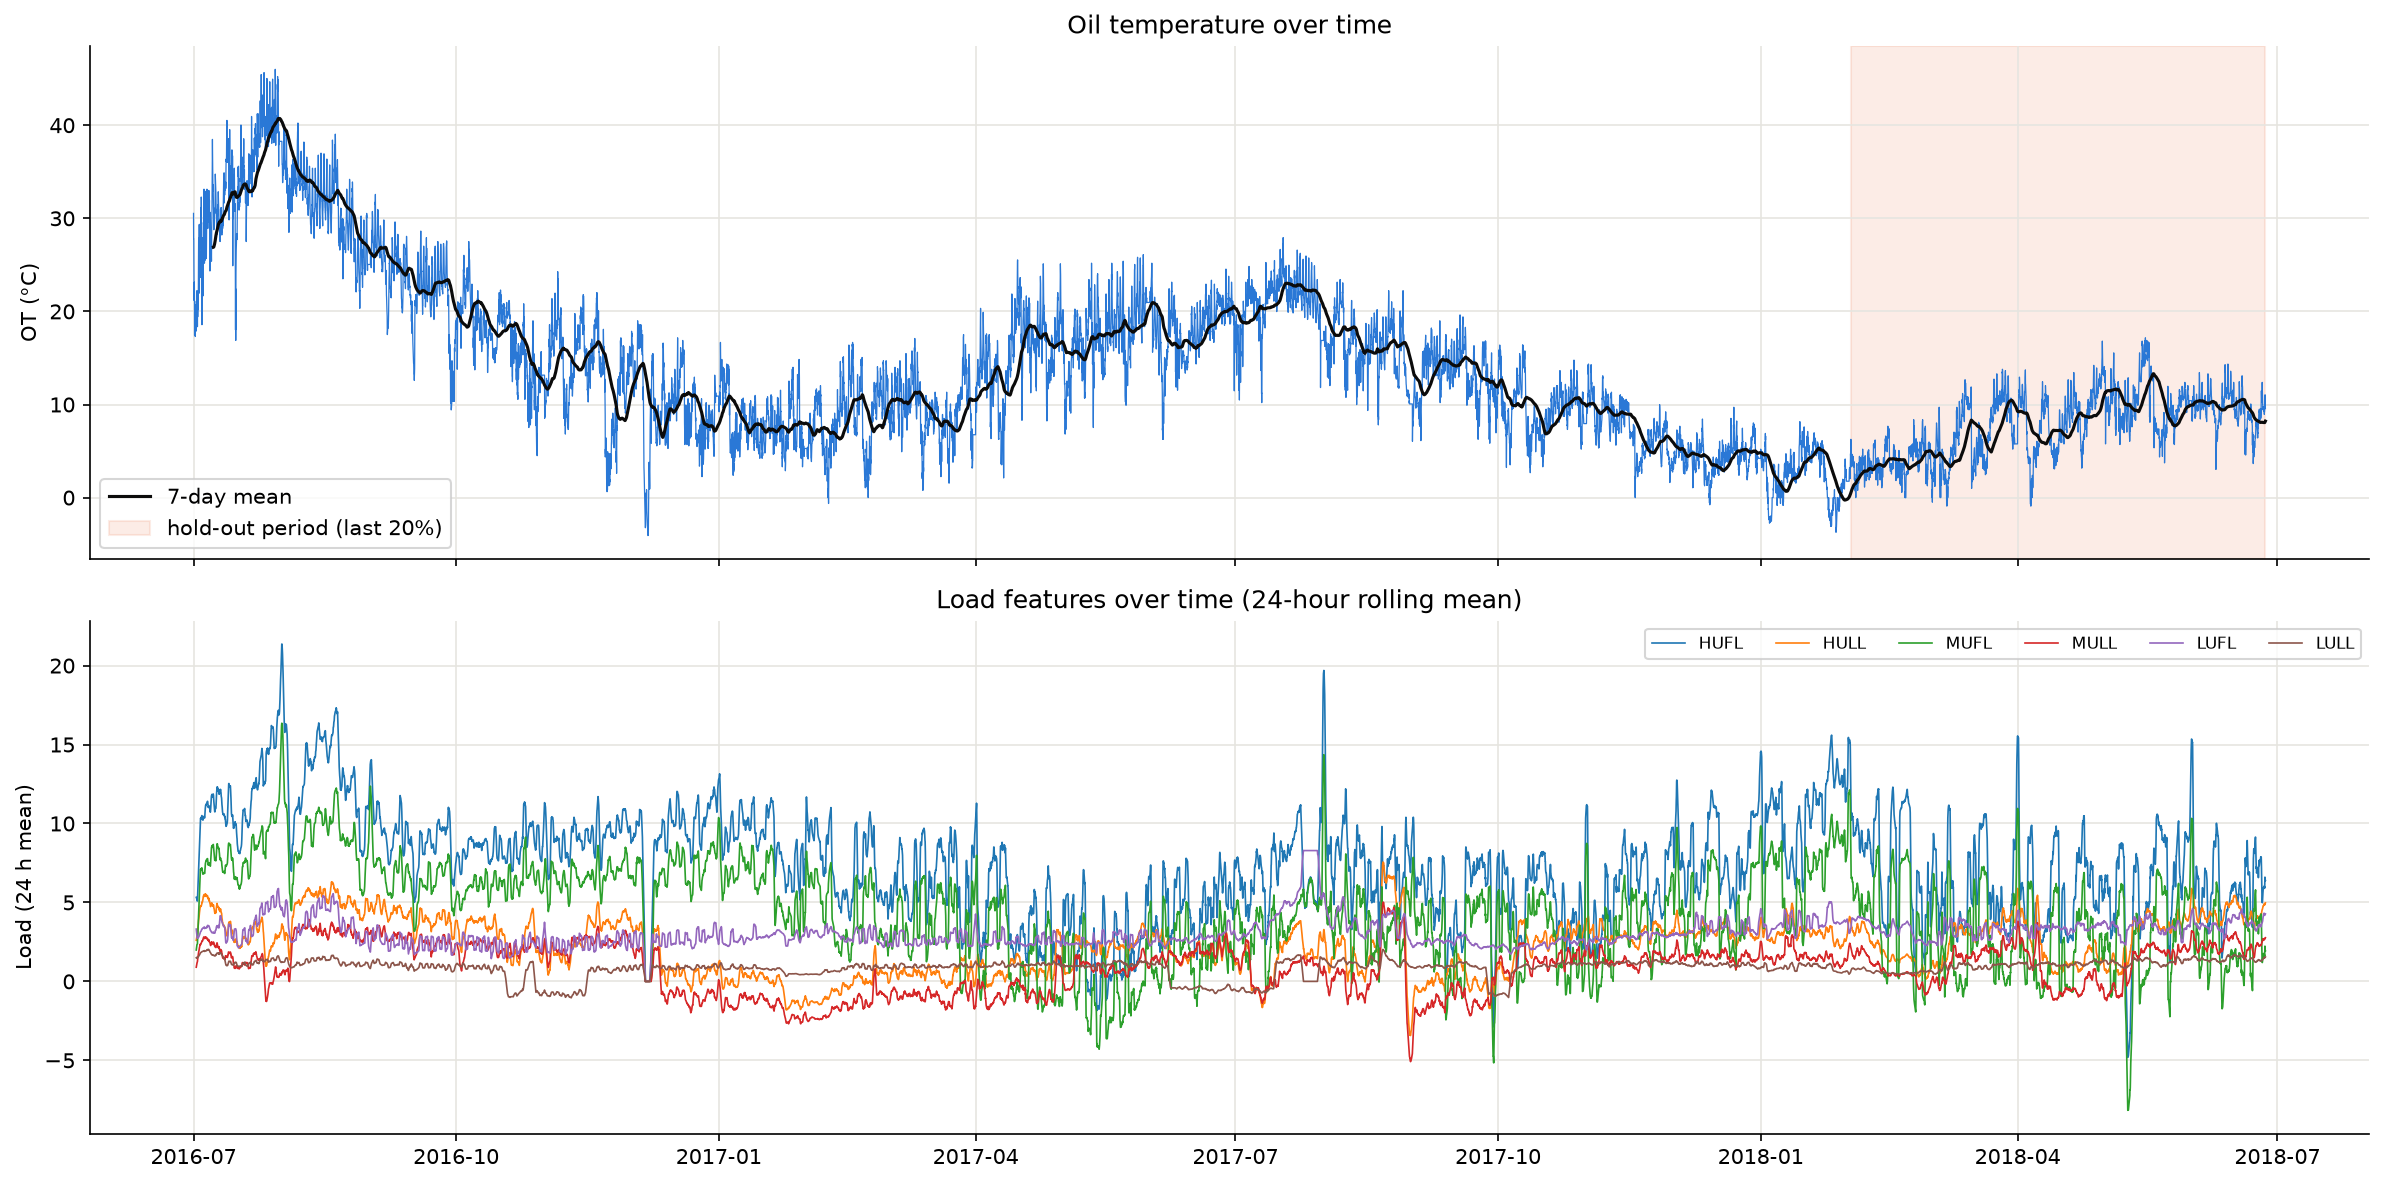 Oil temperature over time
OT (°C)
40
30
20
10
0
7-day mean
hold-out period (last 20%)
Load features over time (24-hour rolling mean)
Load (24 h mean)
20
15
10
5
0
−5
HUFL HULL MUFL MULL LUFL LULL
2016-07 2016-10 2017-01 2017-04 2017-07 2017-10 2018-01 2018-04 2018-07